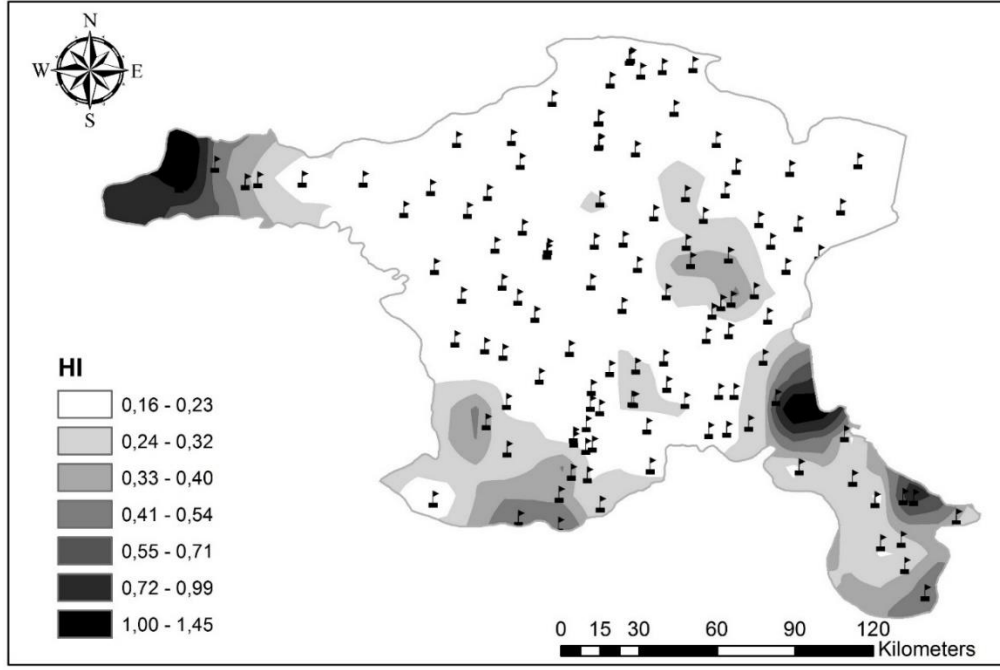 N
W E
S
HI
0,16 - 0,23
0,24 - 0,32
0,33 - 0,40
0,41 - 0,54
0,55 - 0,71
0,72 - 0,99
1,00 - 1,45
0 15 30 60 90 120
Kilometers